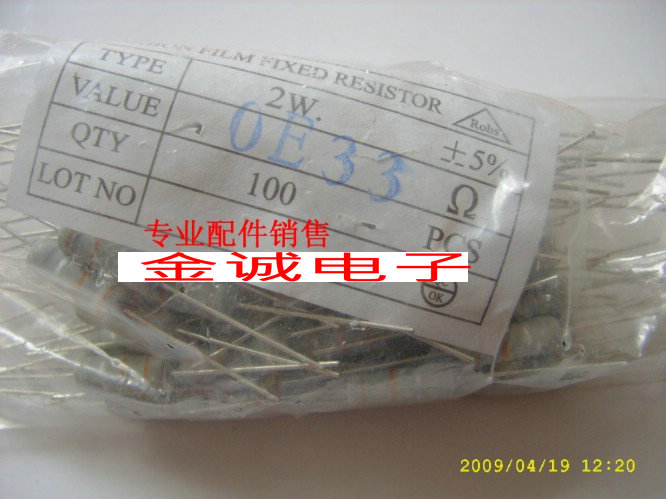 FILM FIXED RESISTOR
TYPE 2W. Rohs
VALUE 0E33 ±5%
Ω
QTY 100 PCS
LOT NO
OK
专业配件销售
金诚电子
2009/04/19 12:20